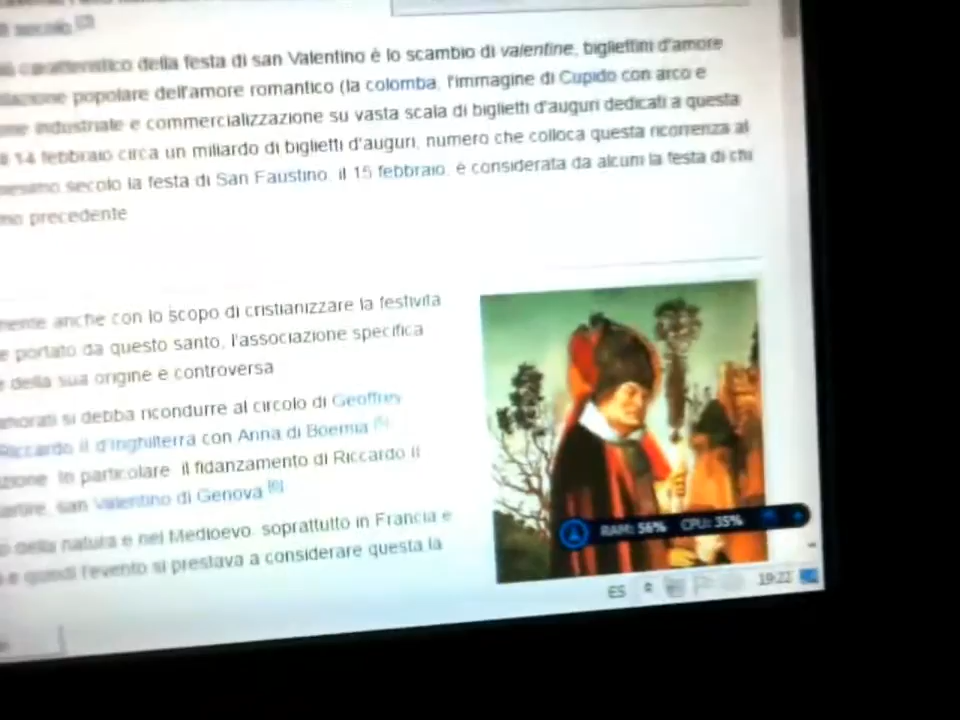 secolo [2]
caratteristico della festa di san Valentino è lo scambio di valentine, bigliettini d'amore
popolare dell'amore romantico (la colomba, l'immagine di Cupido con arco e
industriale e commercializzazione su vasta scala di biglietti d'auguri dedicati a questa
14 febbraio circa un miliardo di biglietti d'auguri, numero che colloca questa ricorrenza al
secolo la festa di San Faustino, il 15 febbraio, è considerata da alcuni la festa di chi
precedente
anche con lo scopo di cristianizzare la festività
e portato da questo santo, l'associazione specifica
della sua origine è controversa
si debba ricondurre al circolo di Geoffrey
Riccardo II d'Inghilterra con Anna di Boemia
In particolare, il fidanzamento di Riccardo II
san Valentino di Genova [6]
della natura e nel Medioevo, soprattutto in Francia e
e quindi l'evento si prestava a considerare questa la
RAM: 56% CPU: 35%
ES 19:22